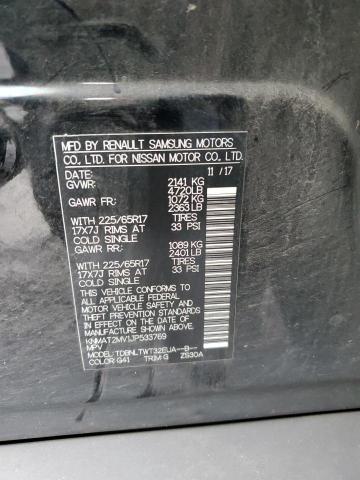 MFD BY RENAULT SAMSUNG MOTORS
CO., LTD. FOR NISSAN MOTOR CO., LTD.
DATE: 11 / 17
GVWR: 2141 KG
4720LB
GAWR FR: 1072 KG
2363 LB
WITH 225/65R17 TIRES
17X7J RIMS AT 33 PSI
COLD SINGLE
GAWR RR: 1089 KG
2401 LB
WITH 225/65R17 TIRES
17X7J RIMS AT 33 PSI
COLD SINGLE
THIS VEHICLE CONFORMS
TO ALL APPLICABLE
FEDERAL MOTOR VEHICLE
SAFETY, BUMPER, AND
THEFT PREVENTION STANDARDS
IN EFFECT ON THE DATE OF
MANUFACTURE SHOWN ABOVE.
KNMAT2MV1JP533769
MPV
MODEL: TDBNLTWT32EUA--B--
COLOR: G41 TRIM: G ZS30A